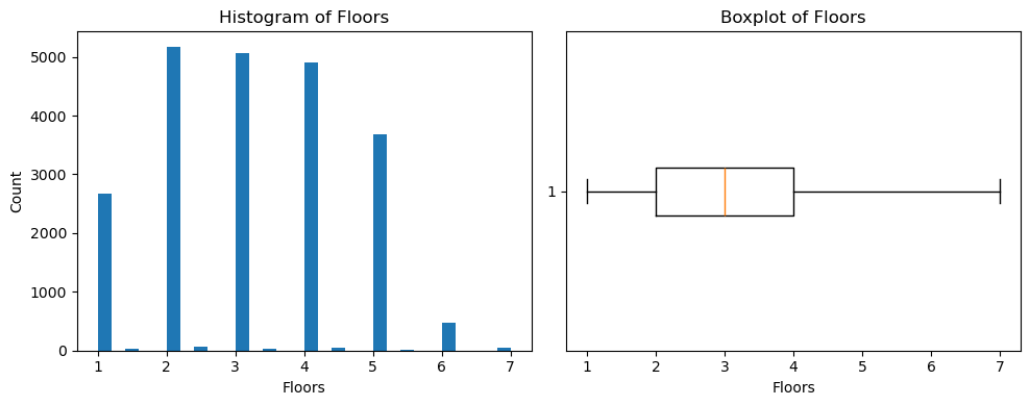 Histogram of Floors
5000
4000
3000
2000
1000
0
Count
1 2 3 4 5 6 7
Floors
Boxplot of Floors
1
1 2 3 4 5 6 7
Floors